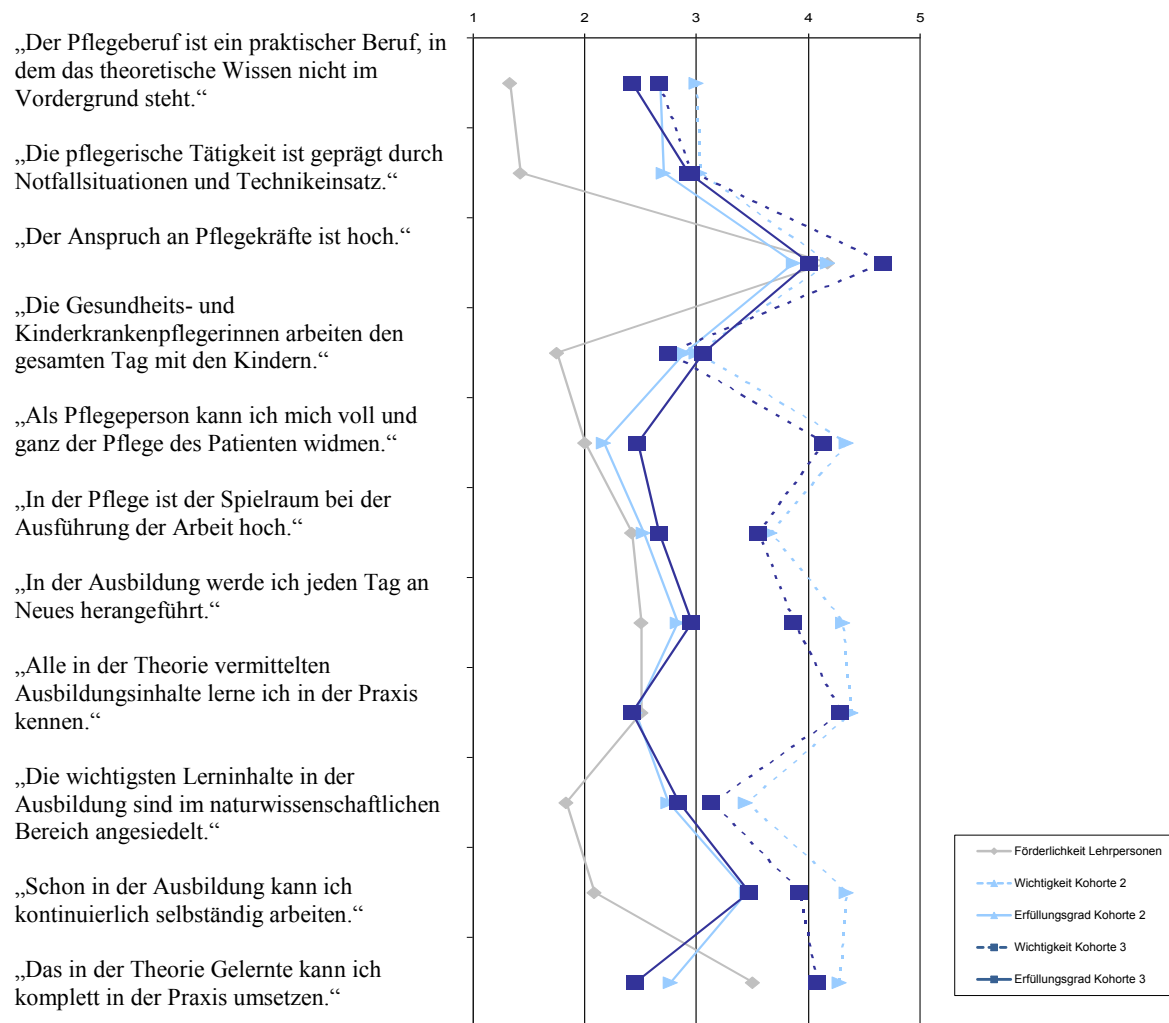 1 2 3 4 5
„Der Pflegeberuf ist ein praktischer Beruf, in
dem das theoretische Wissen nicht im
Vordergrund steht.“
„Die pflegerische Tätigkeit ist geprägt durch
Notfallsituationen und Technikeinsatz.“
„Der Anspruch an Pflegekräfte ist hoch.“
„Die Gesundheits- und
Kinderkrankenpflegerinnen arbeiten den
gesamten Tag mit den Kindern.“
„Als Pflegeperson kann ich mich voll und
ganz der Pflege des Patienten widmen.“
„In der Pflege ist der Spielraum bei der
Ausführung der Arbeit hoch.“
„In der Ausbildung werde ich jeden Tag an
Neues herangeführt.“
„Alle in der Theorie vermittelten
Ausbildungsinhalte lerne ich in der Praxis
kennen.“
„Die wichtigsten Lerninhalte in der
Ausbildung sind im naturwissenschaftlichen
Bereich angesiedelt.“
„Schon in der Ausbildung kann ich
kontinuierlich selbständig arbeiten.“
„Das in der Theorie Gelernte kann ich
komplett in der Praxis umsetzen.“
Förderlichkeit Lehrpersonen
Wichtigkeit Kohorte 2
Erfüllungsgrad Kohorte 2
Wichtigkeit Kohorte 3
Erfüllungsgrad Kohorte 3